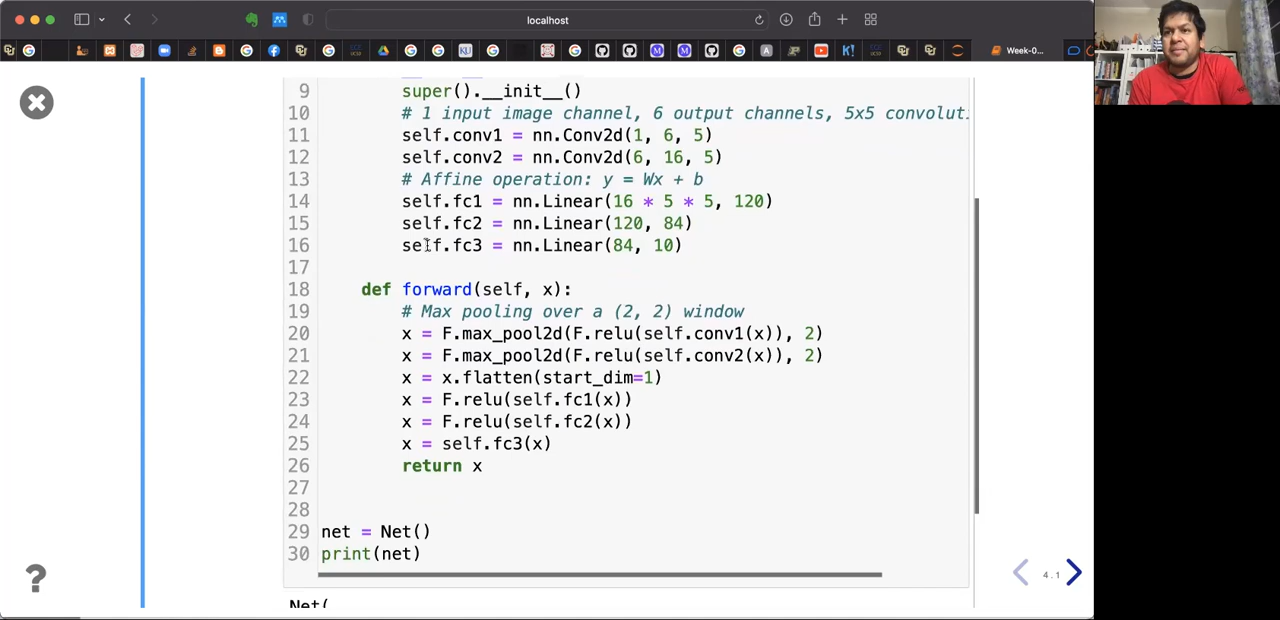 localhost
KU
M
M
A
K!
Week-0...
9 super().__init__()
10 # 1 input image channel, 6 output channels, 5x5 convoluti
11 self.conv1 = nn.Conv2d(1, 6, 5)
12 self.conv2 = nn.Conv2d(6, 16, 5)
13 # Affine operation: y = Wx + b
14 self.fc1 = nn.Linear(16 * 5 * 5, 120)
15 self.fc2 = nn.Linear(120, 84)
16 self.fc3 = nn.Linear(84, 10)
17
18 def forward(self, x):
19 # Max pooling over a (2, 2) window
20 x = F.max_pool2d(F.relu(self.conv1(x)), 2)
21 x = F.max_pool2d(F.relu(self.conv2(x)), 2)
22 x = x.flatten(start_dim=1)
23 x = F.relu(self.fc1(x))
24 x = F.relu(self.fc2(x))
25 x = self.fc3(x)
26 return x
27
28
29 net = Net()
30 print(net)
4.1
?
Net(